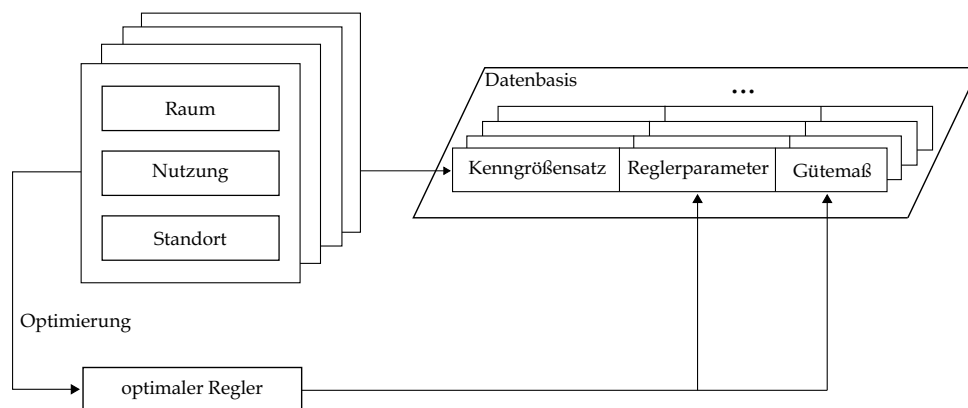 Datenbasis
...
Raum
Nutzung
Standort
Kenngrößensatz
Reglerparameter
Gütemaß
Optimierung
optimaler Regler